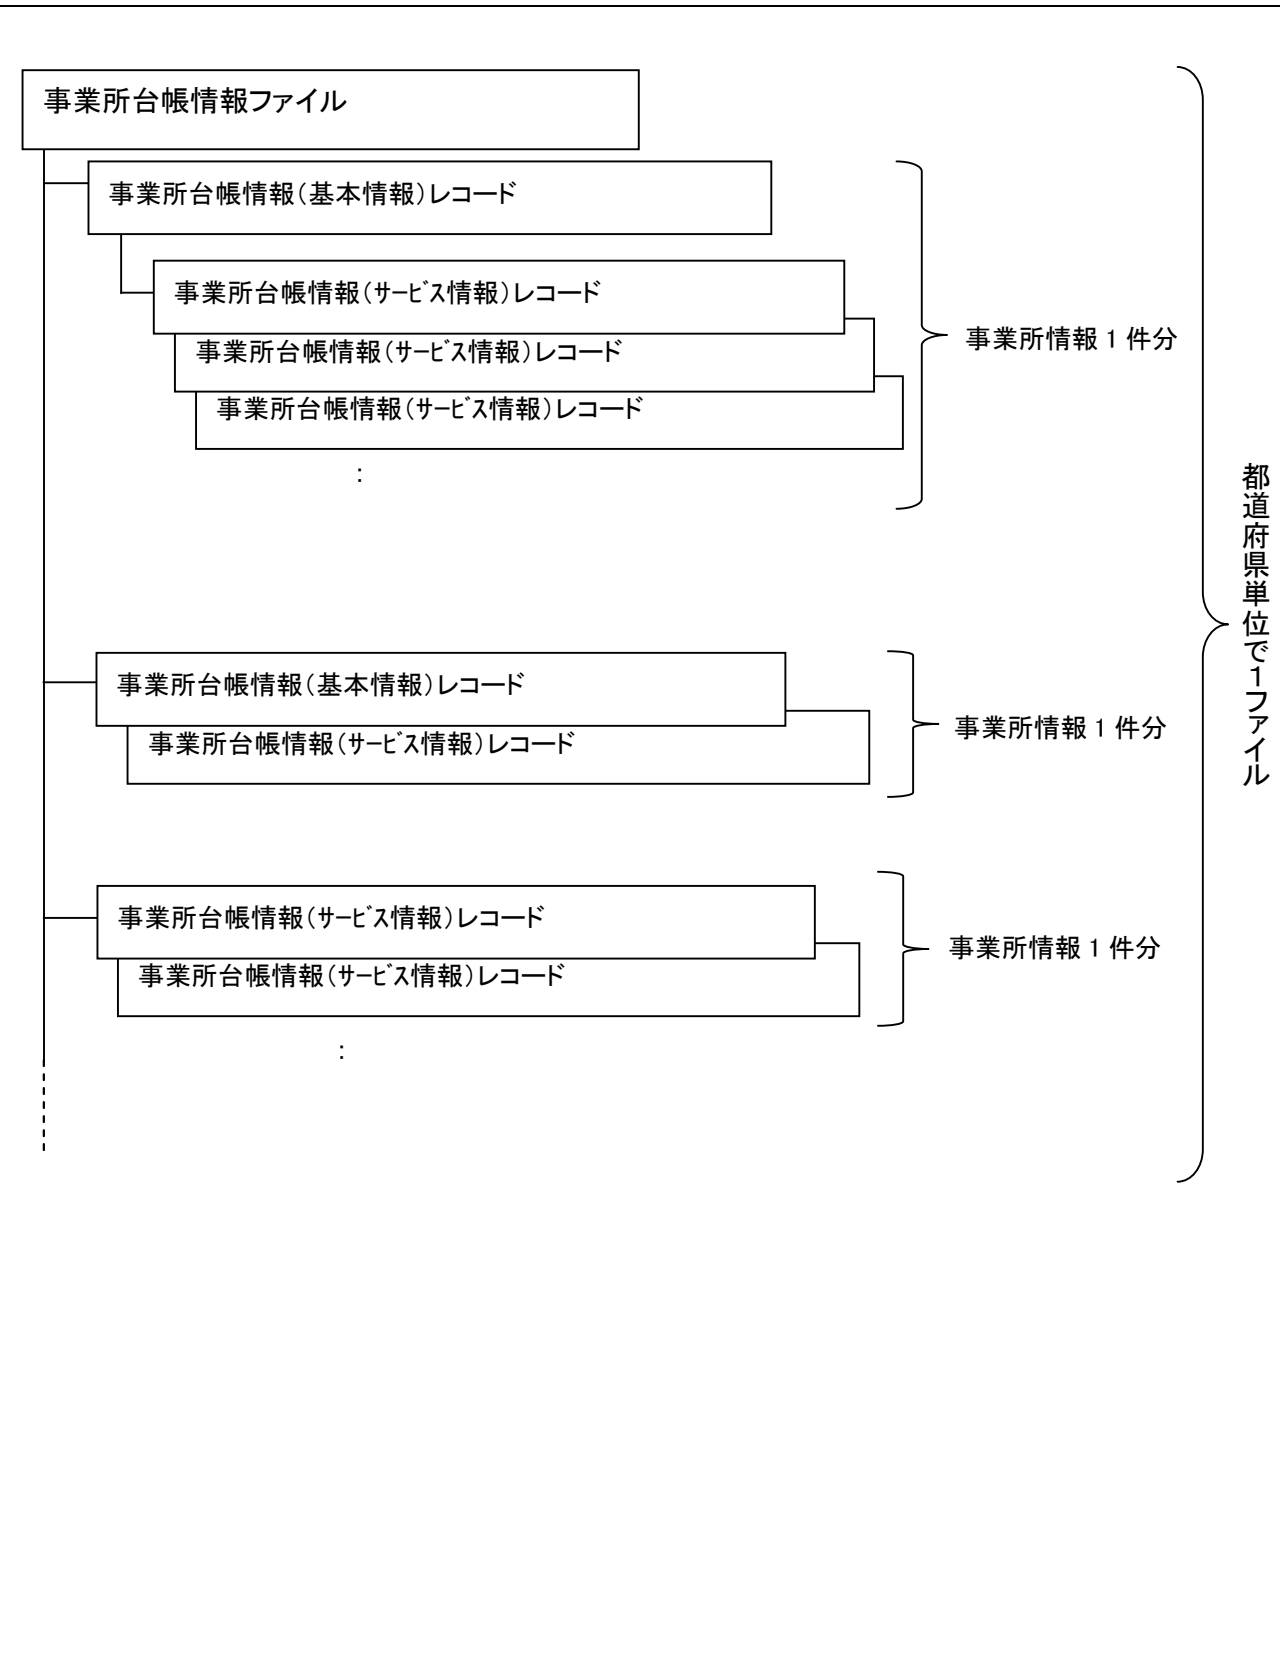 事業所台帳情報ファイル
事業所台帳情報(基本情報)レコード
事業所台帳情報(ｻｰﾋﾞｽ情報)レコード
事業所台帳情報(ｻｰﾋﾞｽ情報)レコード
事業所台帳情報(ｻｰﾋﾞｽ情報)レコード
:
事業所情報 1 件分
事業所台帳情報(基本情報)レコード
事業所台帳情報(ｻｰﾋﾞｽ情報)レコード
事業所情報 1 件分
事業所台帳情報(ｻｰﾋﾞｽ情報)レコード
事業所台帳情報(ｻｰﾋﾞｽ情報)レコード
:
事業所情報 1 件分
都道府県単位で1ファイル